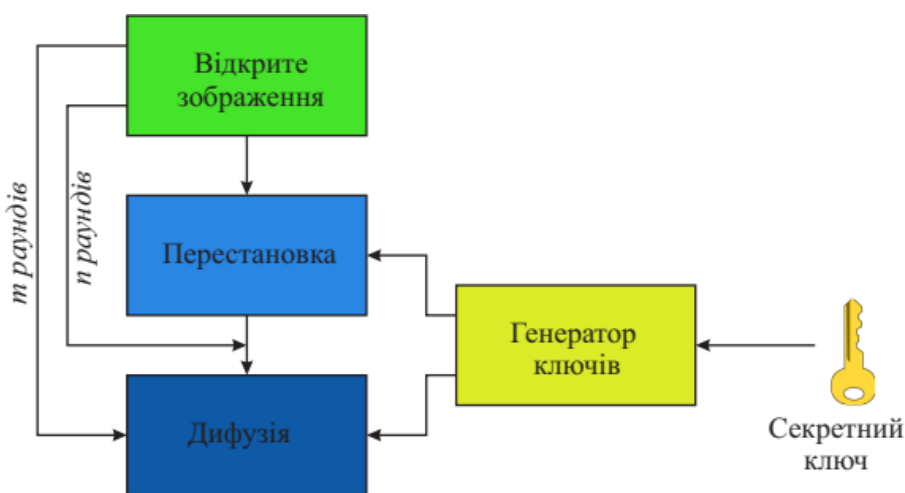 Відкрите
зображення
m раундів
n раундів
Перестановка
Генератор
ключів
Дифузія
Секретний
ключ